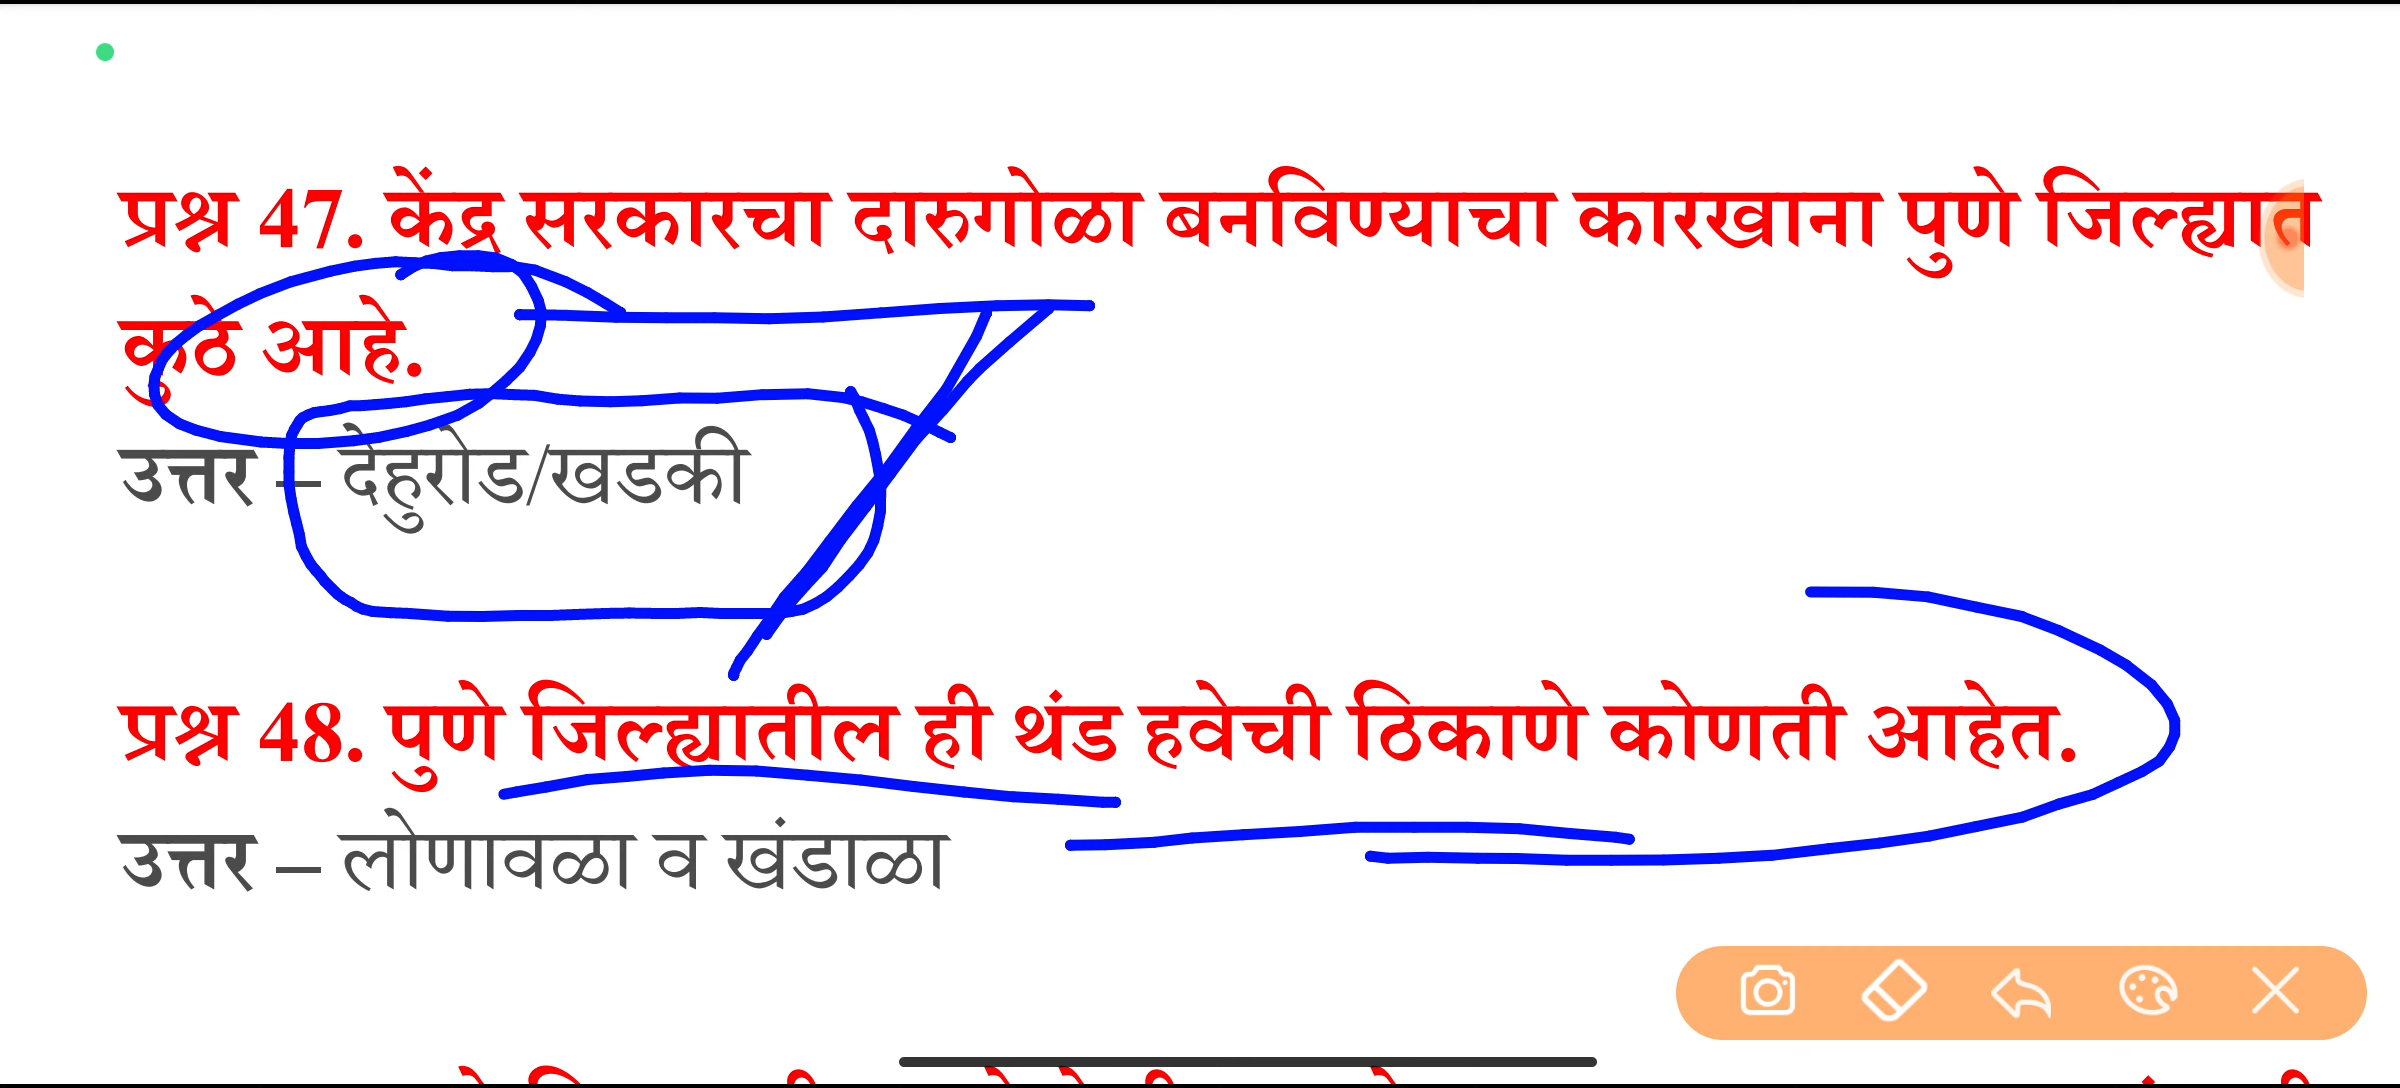 प्रश्न 47. केंद्र सरकारचा दारुगोळा बनविण्याचा कारखाना पुणे जिल्ह्यात
कुठे आहे.
उत्तर – देहुरोड/खडकी
प्रश्न 48. पुणे जिल्ह्यातील ही थंड हवेची ठिकाणे कोणती आहेत.
उत्तर – लोणावळा व खंडाळा